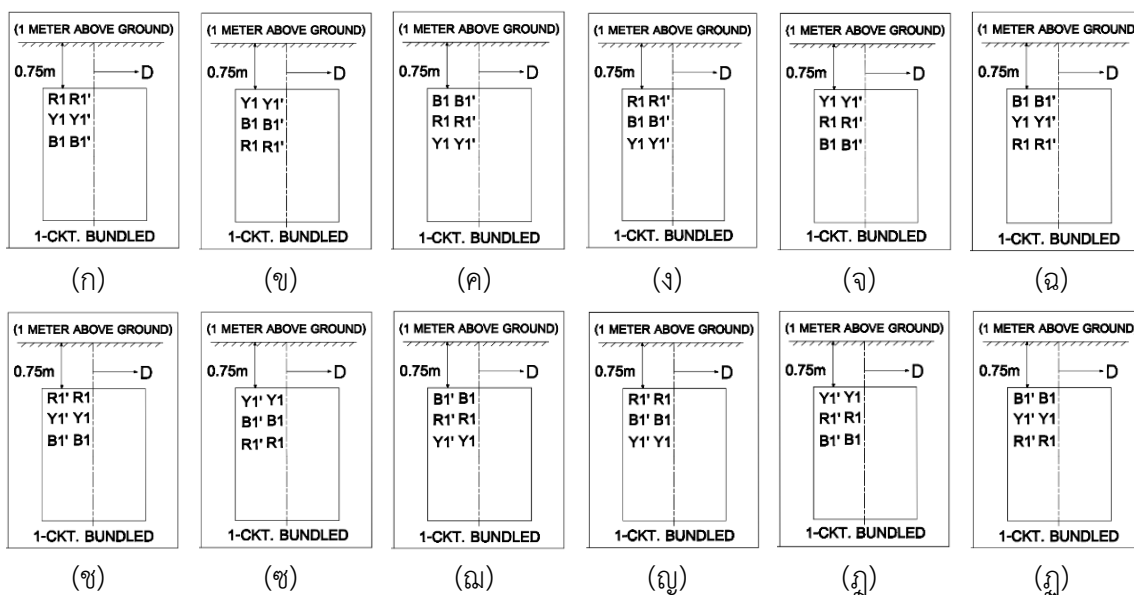 (1 METER ABOVE GROUND)
0.75m
D
R1 R1'
Y1 Y1'
B1 B1'
1-CKT. BUNDLED
(ก)
(1 METER ABOVE GROUND)
0.75m
D
Y1 Y1'
B1 B1'
R1 R1'
1-CKT. BUNDLED
(ข)
(1 METER ABOVE GROUND)
0.75m
D
B1 B1'
R1 R1'
Y1 Y1'
1-CKT. BUNDLED
(ค)
(1 METER ABOVE GROUND)
0.75m
D
R1 R1'
B1 B1'
Y1 Y1'
1-CKT. BUNDLED
(ง)
(1 METER ABOVE GROUND)
0.75m
D
Y1 Y1'
R1 R1'
B1 B1'
1-CKT. BUNDLED
(จ)
(1 METER ABOVE GROUND)
0.75m
D
B1 B1'
Y1 Y1'
R1 R1'
1-CKT. BUNDLED
(ฉ)
(1 METER ABOVE GROUND)
0.75m
D
R1' R1
Y1' Y1
B1' B1
1-CKT. BUNDLED
(ช)
(1 METER ABOVE GROUND)
0.75m
D
Y1' Y1
B1' B1
R1' R1
1-CKT. BUNDLED
(ซ)
(1 METER ABOVE GROUND)
0.75m
D
B1' B1
R1' R1
Y1' Y1
1-CKT. BUNDLED
(ฌ)
(1 METER ABOVE GROUND)
0.75m
D
R1' R1
B1' B1
Y1' Y1
1-CKT. BUNDLED
(ญ)
(1 METER ABOVE GROUND)
0.75m
D
Y1' Y1
R1' R1
B1' B1
1-CKT. BUNDLED
(ฎ)
(1 METER ABOVE GROUND)
0.75m
D
B1' B1
Y1' Y1
R1' R1
1-CKT. BUNDLED
(ฏ)